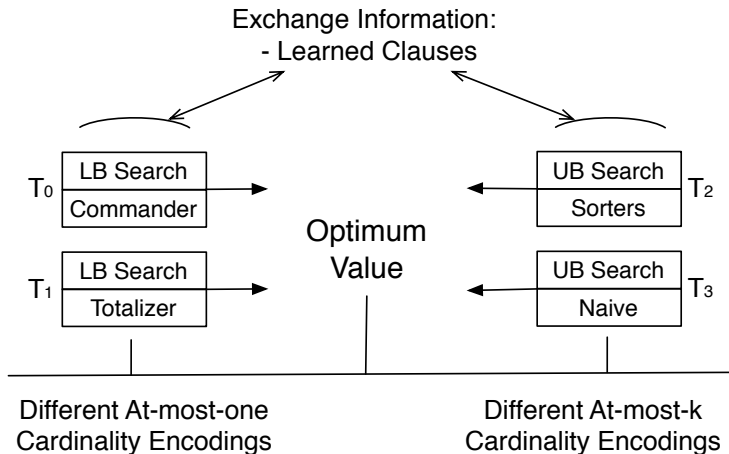 Exchange Information:
- Learned Clauses
T0
LB Search
Commander
T1
LB Search
Totalizer
Optimum
Value
UB Search
Sorters
T2
UB Search
Naive
T3
Different At-most-one
Cardinality Encodings
Different At-most-k
Cardinality Encodings